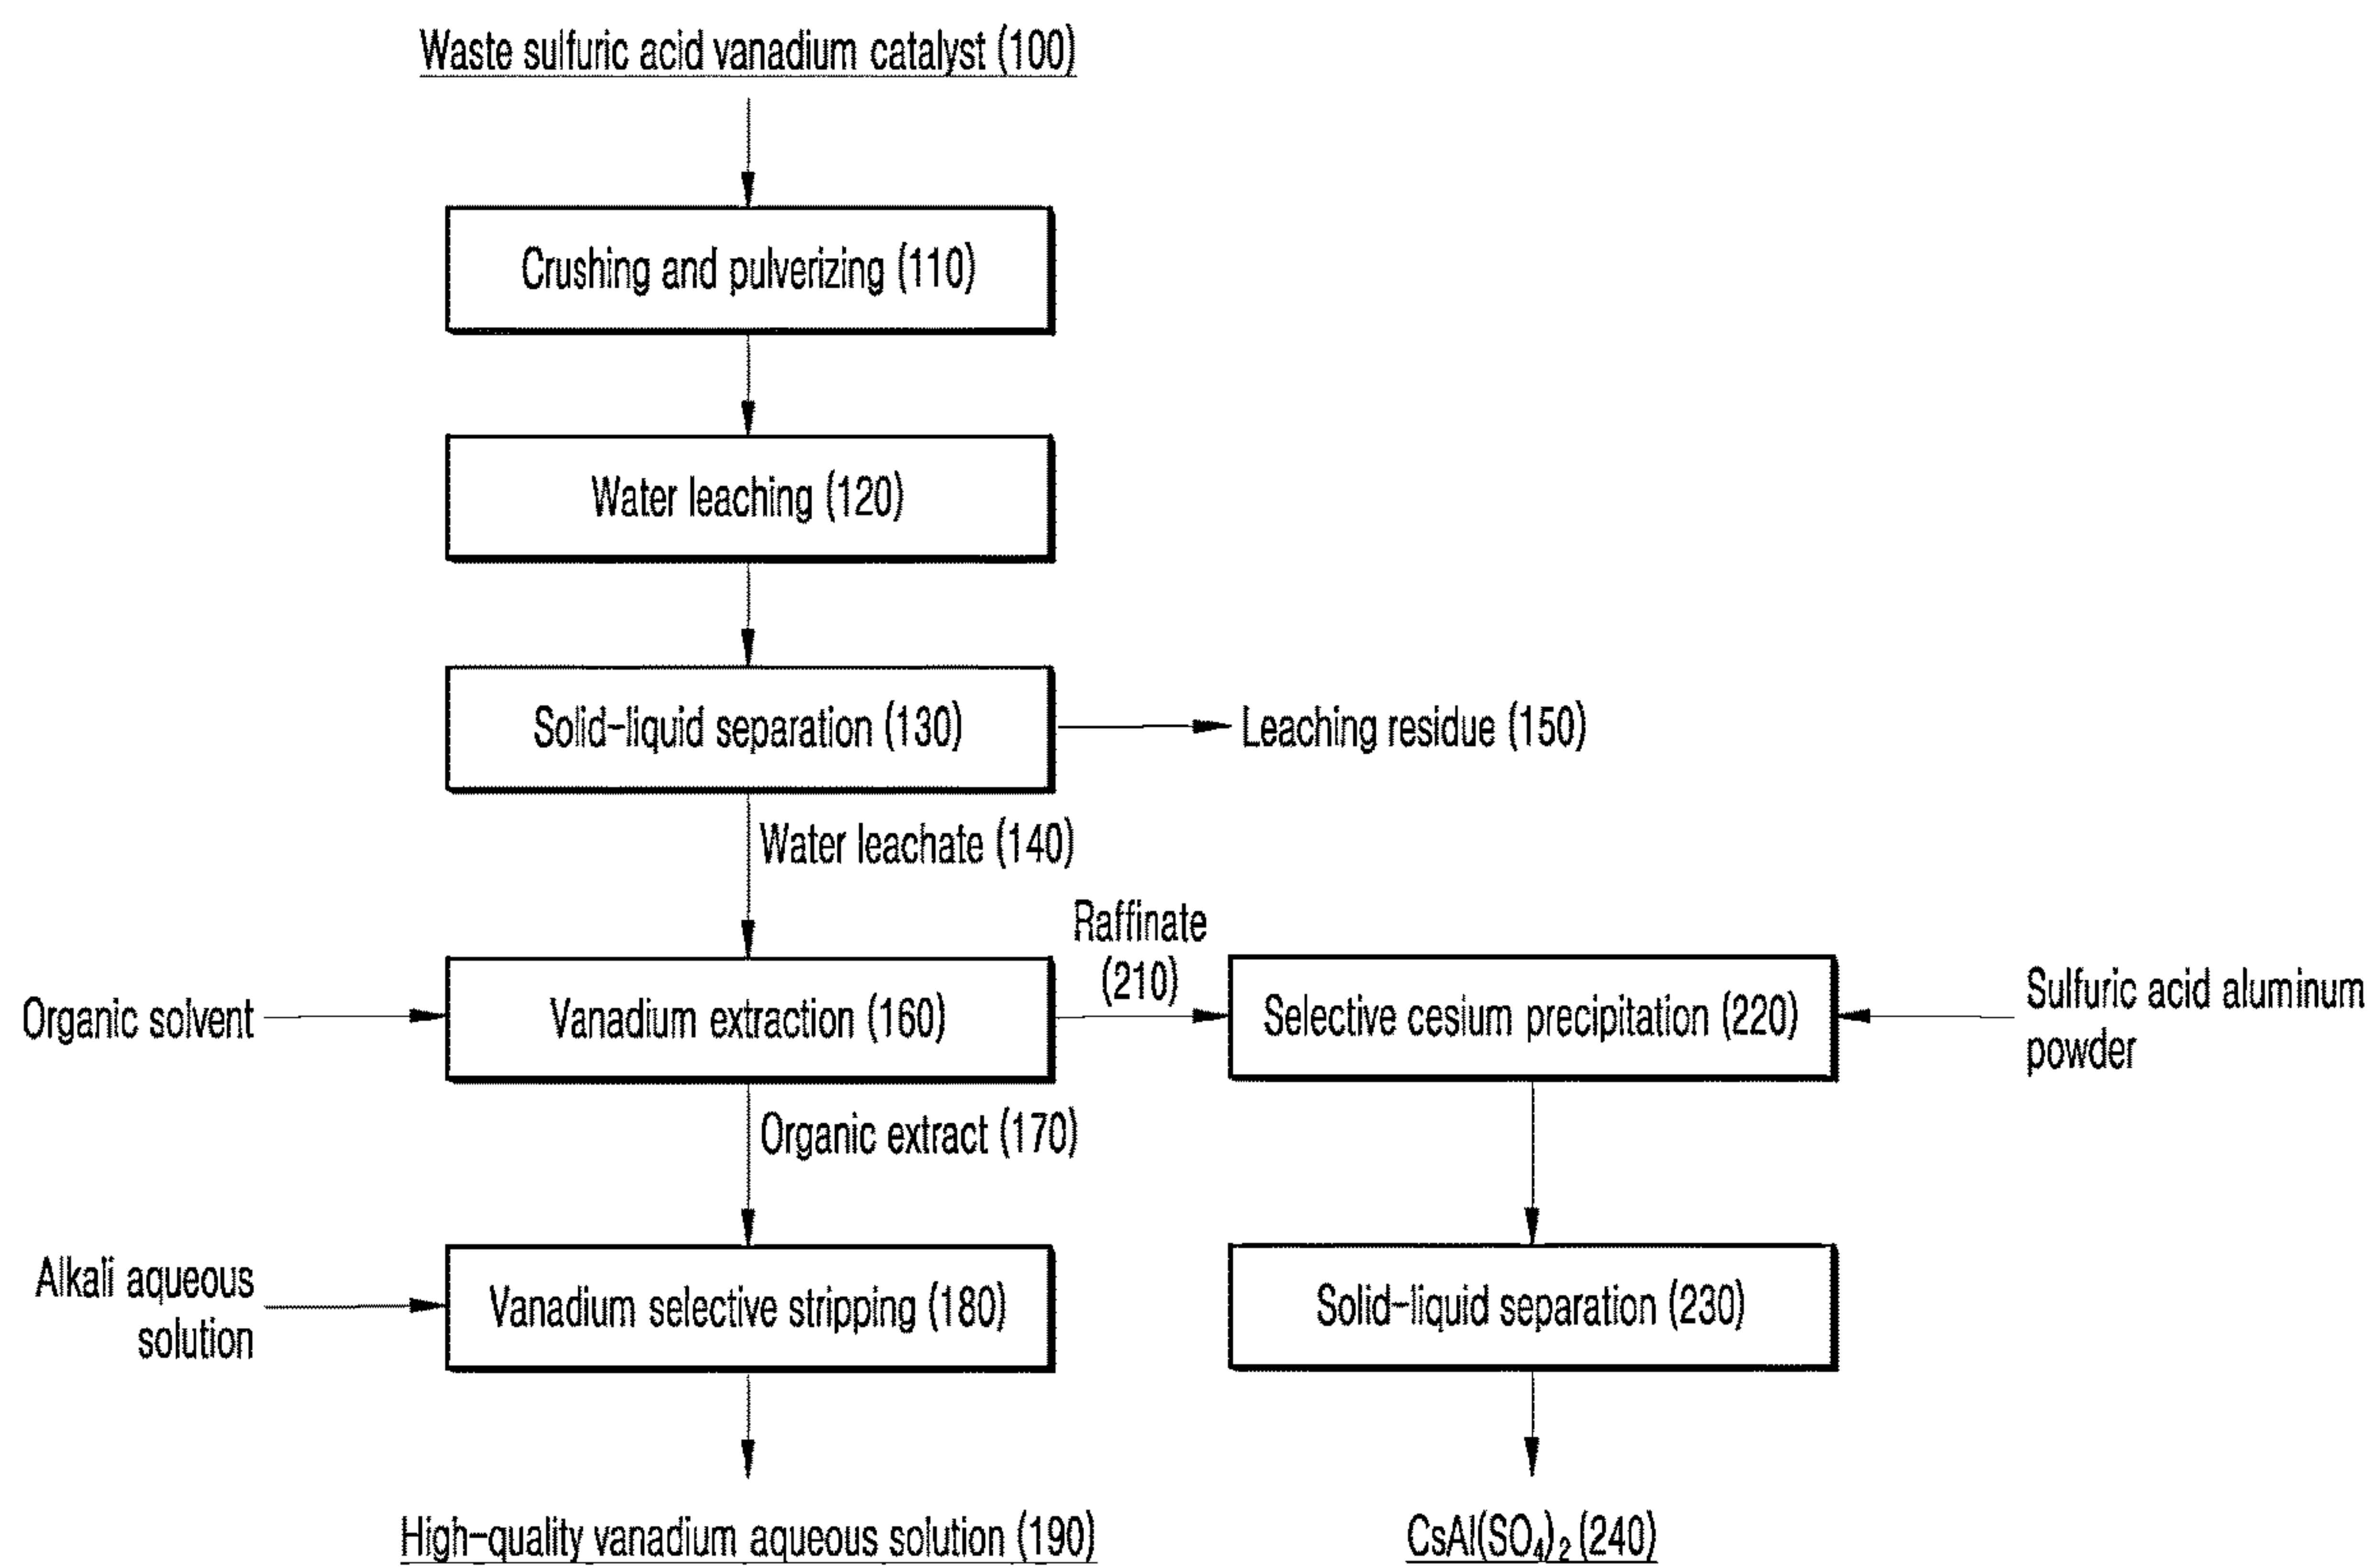 Waste sulfuric acid vanadium catalyst (100)
Crushing and pulverizing (110)
Water leaching (120)
Solid-liquid separation (130)
Leaching residue (150)
Water leachate (140)
Raffinate
(210)
Organic solvent
Vanadium extraction (160)
Selective cesium precipitation (220)
Sulfuric acid aluminum
powder
Organic extract (170)
Alkali aqueous
solution
Vanadium selective stripping (180)
Solid-liquid separation (230)
High-quality vanadium aqueous solution (190)
CsAl(SO₄)₂ (240)